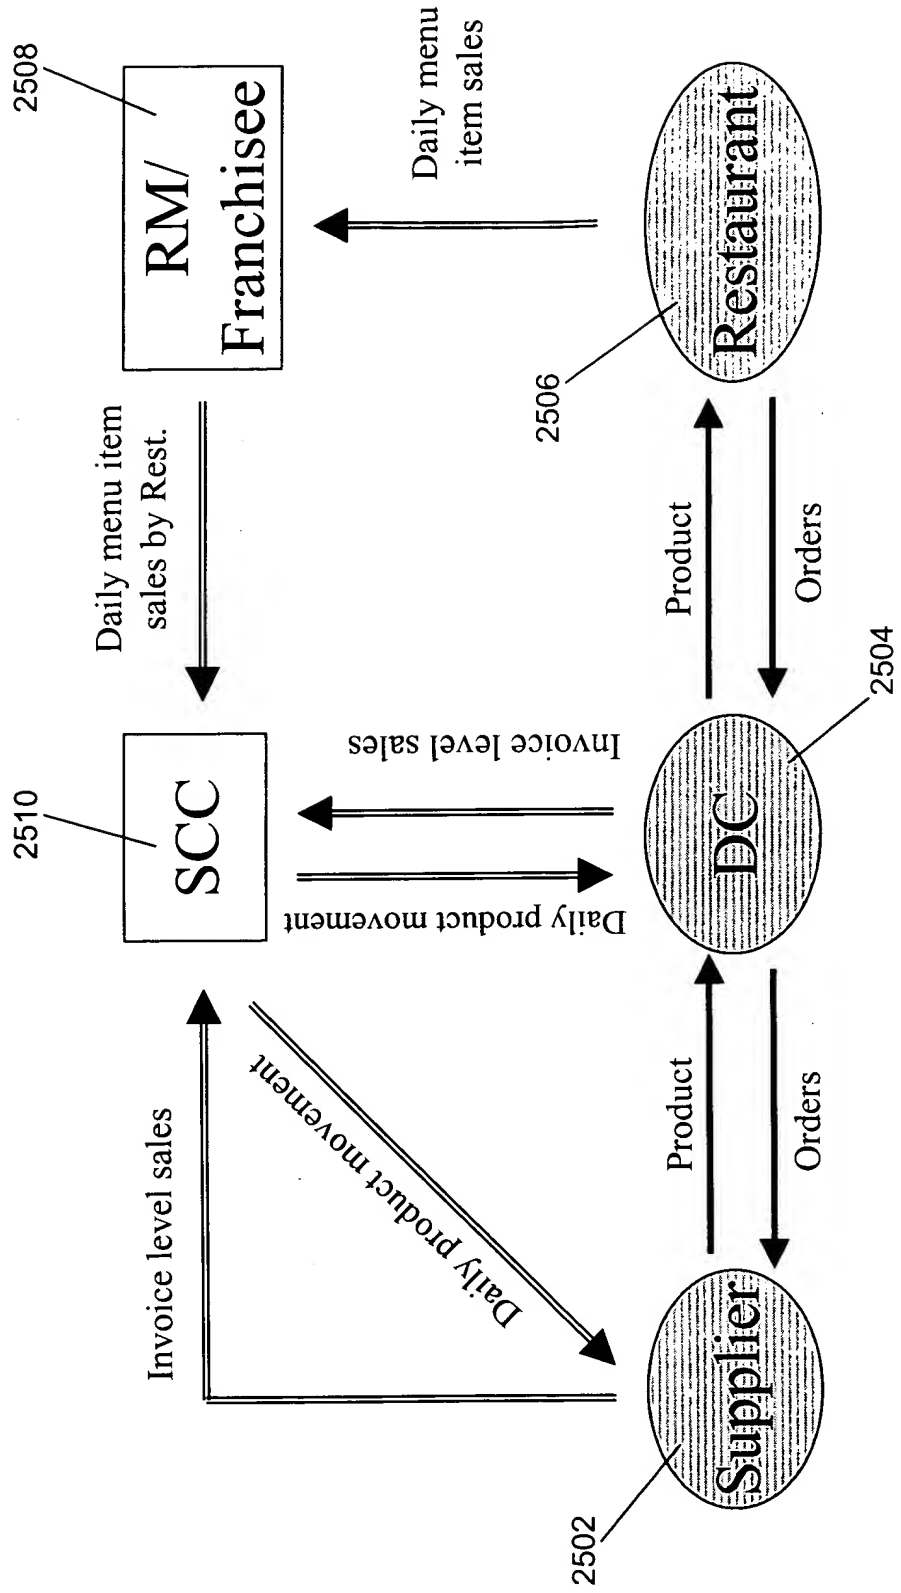 2510
2508
Daily menu item
sales by Rest.
Invoice level sales
SCC
RM/
Franchisee
Daily product movement
Daily product movement
Invoice level sales
Daily menu
item sales
2502
2506
Product
Product
Supplier
DC
Restaurant
Orders
Orders
2504